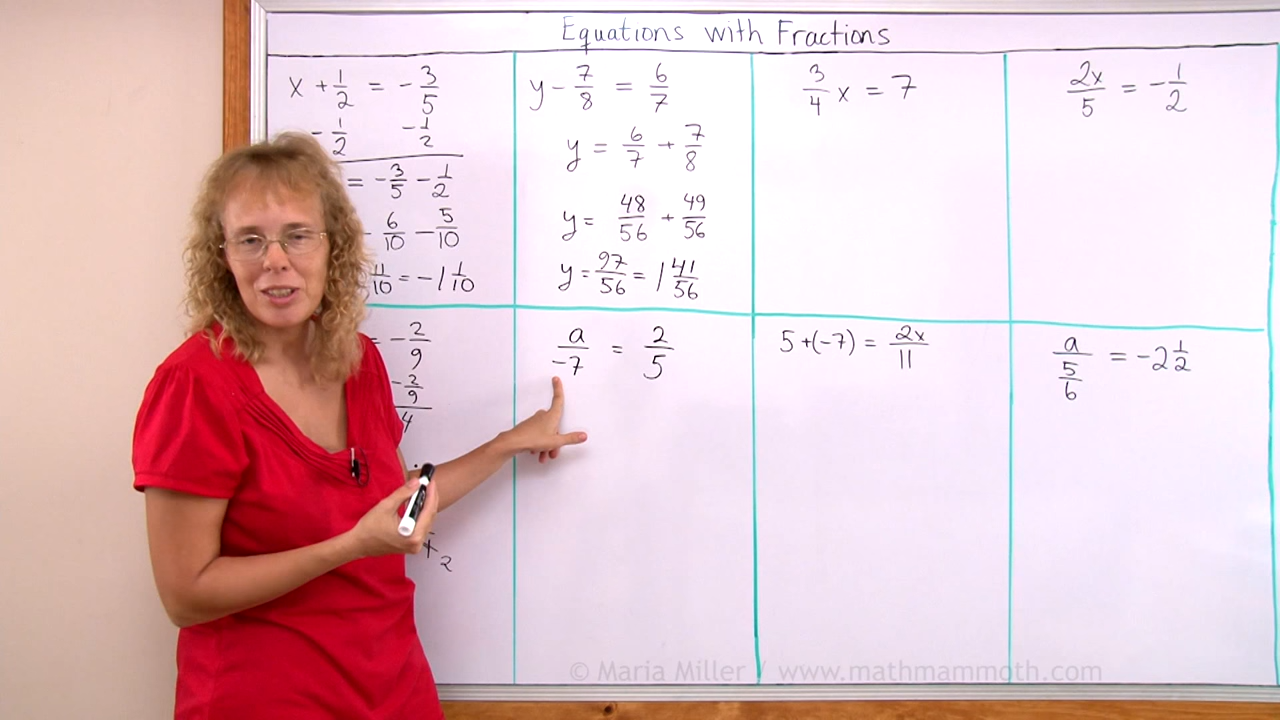 Equations with Fractions
x + 1/2 = - 3/5
- 1/2 - 1/2
= - 3/5 - 1/2
- 6/10 - 5/10
11/10 = - 1 1/10
y - 7/8 = 6/7
y = 6/7 + 7/8
y = 48/56 + 49/56
y = 97/56 = 1 41/56
3/4 x = 7
2x/5 = - 1/2
= - 2/9
- 2/9
4
2
a/-7 = 2/5
5 + (-7) = 2x/11
a/(5/6) = -2 1/2
© Maria Miller / www.mathmammoth.com